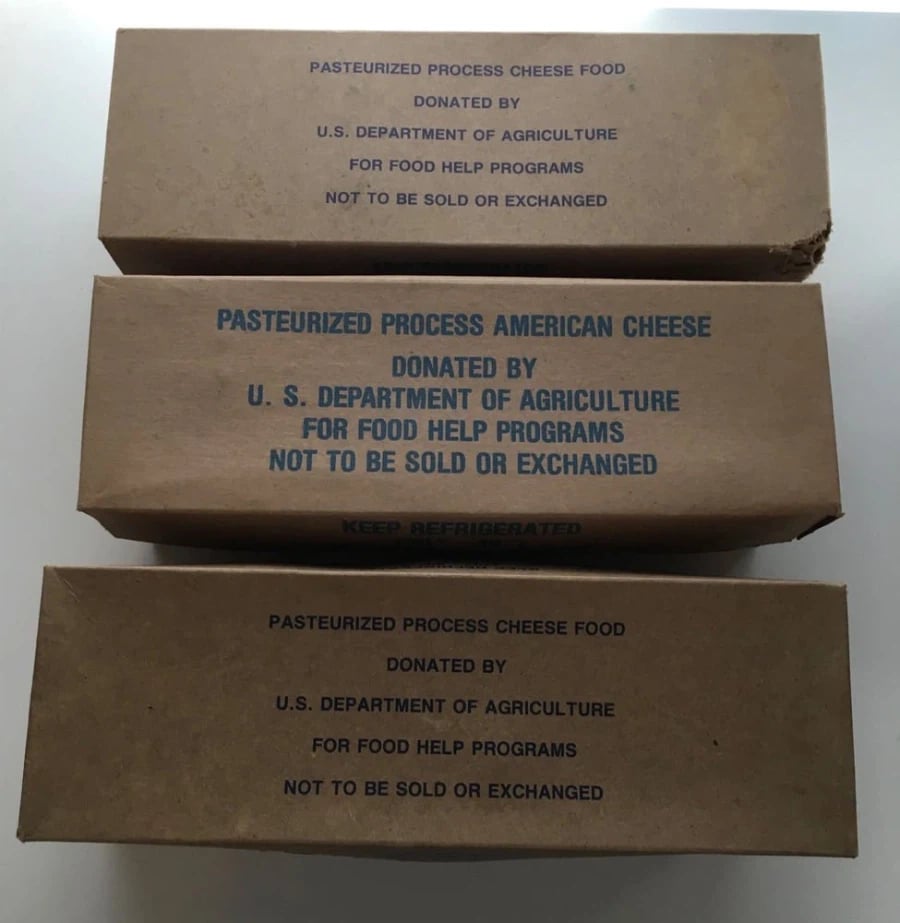 PASTEURIZED PROCESS CHEESE FOOD
DONATED BY
U.S. DEPARTMENT OF AGRICULTURE
FOR FOOD HELP PROGRAMS
NOT TO BE SOLD OR EXCHANGED
PASTEURIZED PROCESS AMERICAN CHEESE
DONATED BY
U. S. DEPARTMENT OF AGRICULTURE
FOR FOOD HELP PROGRAMS
NOT TO BE SOLD OR EXCHANGED
KEEP REFRIGERATED
PASTEURIZED PROCESS CHEESE FOOD
DONATED BY
U.S. DEPARTMENT OF AGRICULTURE
FOR FOOD HELP PROGRAMS
NOT TO BE SOLD OR EXCHANGED